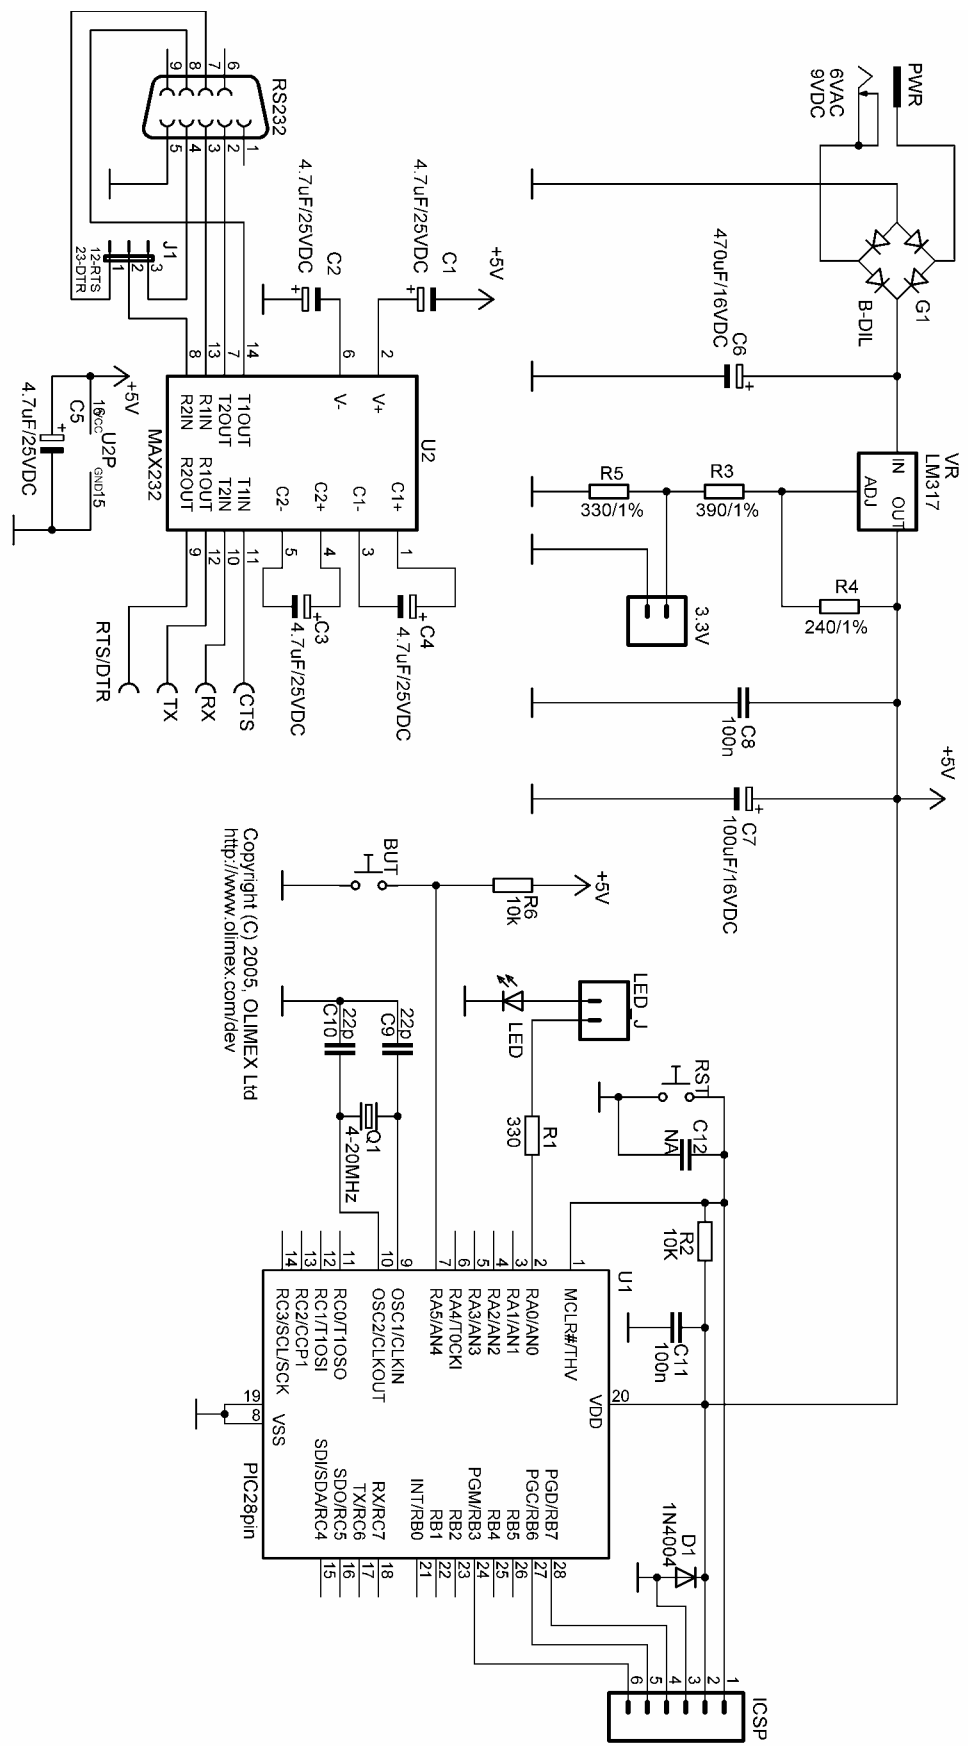 PWR
6VAC
9VDC
G1
B-DIL
VR
LM317
IN
OUT
ADJ
C6
470uF/16VDC
R5
330/1%
R3
390/1%
R4
240/1%
3.3V
C8
100n
C7
100uF/16VDC
+5V
RS232
1
2
3
4
5
6
7
8
9
J1
3
2
1
12-RTS
23-DTR
C2
4.7uF/25VDC
C1
4.7uF/25VDC
+5V
U2
MAX232
14
7
13
8
6
2
T1OUT
T2OUT
R1IN
R2IN
V-
V+
T1IN
T2IN
R1OUT
R2OUT
C2-
C2+
C1-
C1+
11
10
12
9
5
4
3
1
C3
4.7uF/25VDC
C4
4.7uF/25VDC
CTS
RX
TX
RTS/DTR
+5V
C5
4.7uF/25VDC
U2P
16
VCC
GND
15
Copyright (C) 2005, OLIMEX Ltd
http://www.olimex.com/dev
BUT
R6
10k
+5V
LED_J
LED
R1
330
C9
22p
C10
22p
Q1
4-20MHz
RST
C12
NA
R2
10K
C11
100n
U1
PIC28pin
1
2
3
4
5
6
7
9
10
11
12
13
14
MCLR#/THV
RA0/AN0
RA1/AN1
RA2/AN2
RA3/AN3
RA4/T0CKI
RA5/AN4
OSC1/CLKIN
OSC2/CLKOUT
RC0/T1OSO
RC1/T1OSI
RC2/CCP1
RC3/SCL/SCK
VDD
20
VSS
19
8
PGD/RB7
PGC/RB6
RB5
RB4
PGM/RB3
RB2
RB1
INT/RB0
RX/RC7
TX/RC6
SDO/RC5
SDI/SDA/RC4
28
27
26
25
24
23
22
21
18
17
16
15
D1
1N4004
ICSP
1
2
3
4
5
6